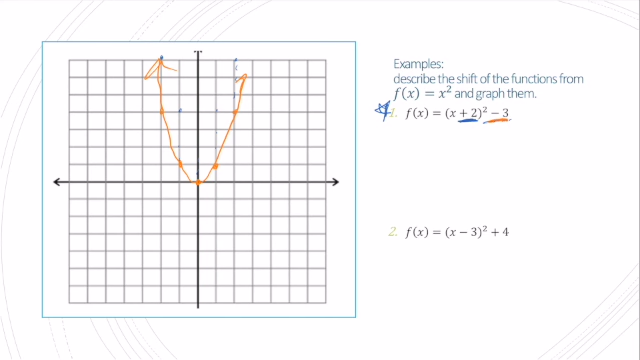 Examples:
describe the shift of the functions from
f(x) = x² and graph them.
1. f(x) = (x + 2)² − 3
2. f(x) = (x − 3)² + 4